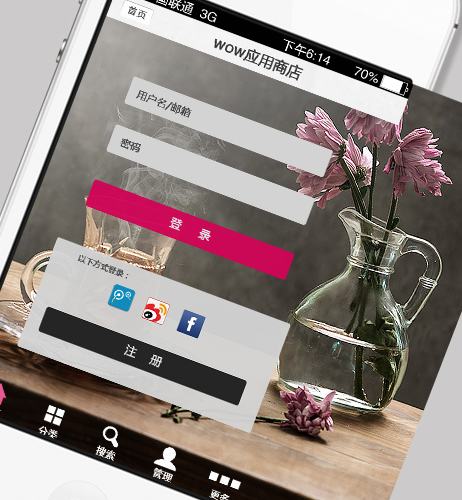 联通 3G
下午6:14
70%
首页
wow应用商店
用户名/邮箱
密码
登 录
以下方式登录：
注 册
分类
搜索
管理
更多